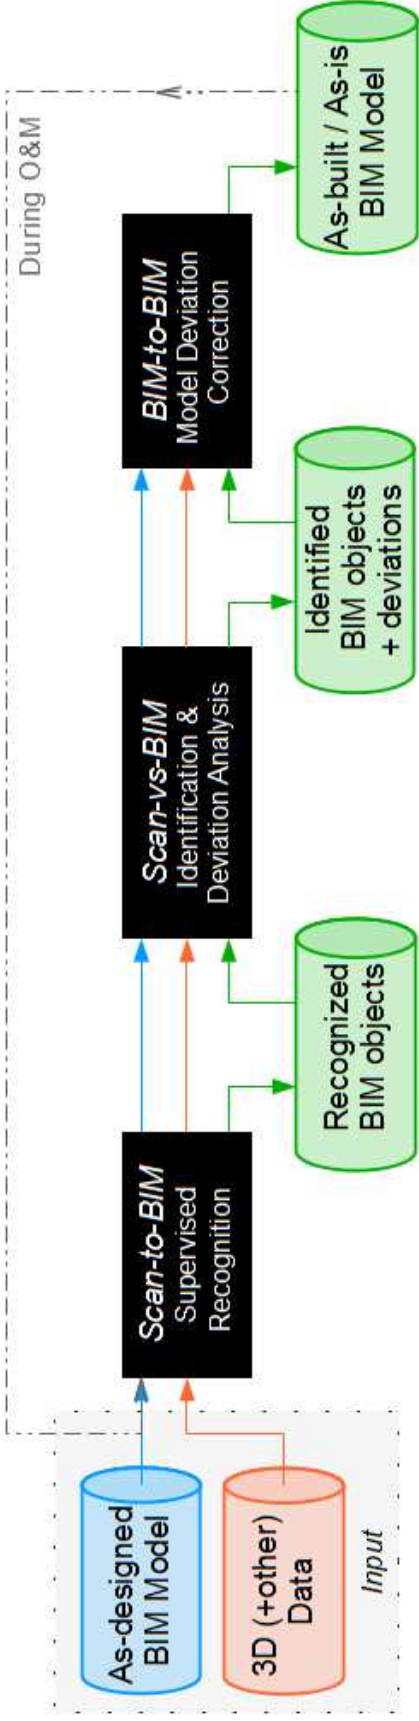 During O&M
As-designed
BIM Model
3D (+other)
Data
Input
Scan-to-BIM
Supervised
Recognition
Recognized
BIM objects
Scan-vs-BIM
Identification &
Deviation Analysis
Identified
BIM objects
+ deviations
BIM-to-BIM
Model Deviation
Correction
As-built / As-is
BIM Model